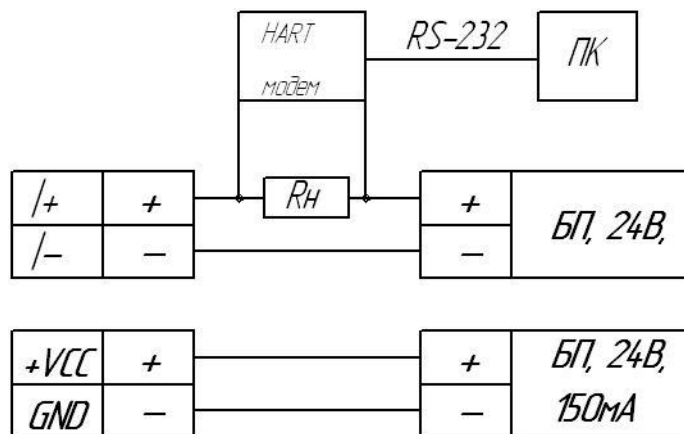 HART
модем
RS-232
ПК
I+ + Rн + БП, 24В,
I- - -
+VCC + + БП, 24В,
GND - - 150мА